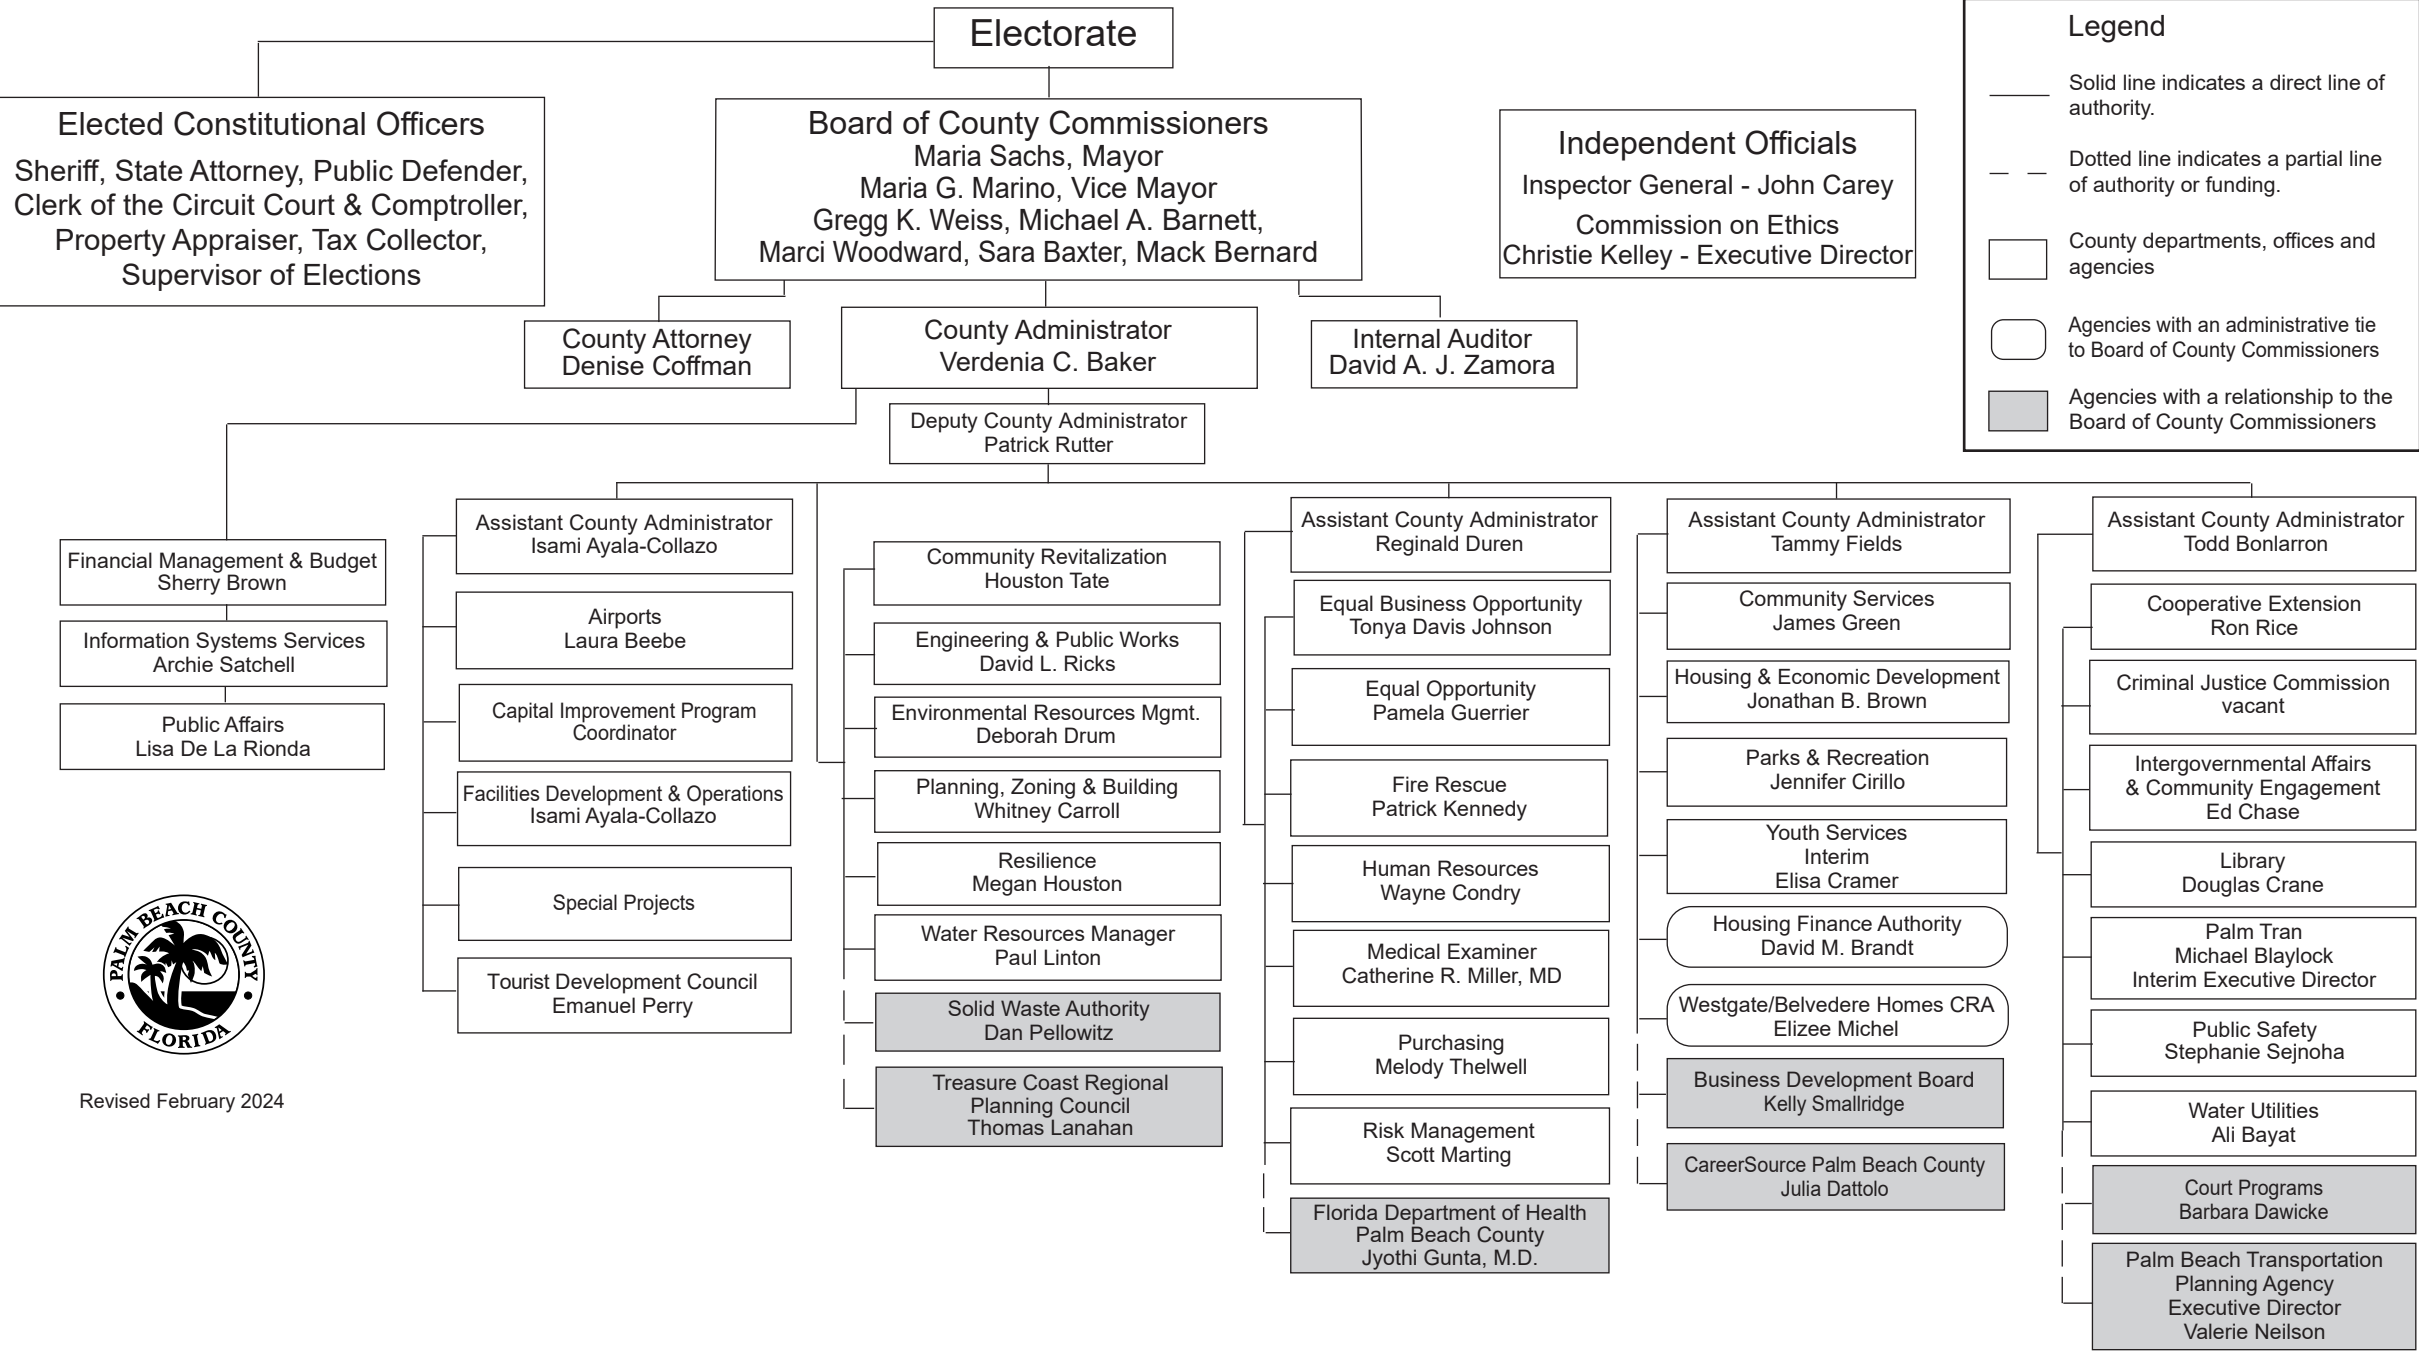 Electorate
Elected Constitutional Officers
Sheriff, State Attorney, Public Defender,
Clerk of the Circuit Court & Comptroller,
Property Appraiser, Tax Collector,
Supervisor of Elections
Board of County Commissioners
Maria Sachs, Mayor
Maria G. Marino, Vice Mayor
Gregg K. Weiss, Michael A. Barnett,
Marci Woodward, Sara Baxter, Mack Bernard
Independent Officials
Inspector General - John Carey
Commission on Ethics
Christie Kelley - Executive Director
Legend
Solid line indicates a direct line of
authority.
Dotted line indicates a partial line
of authority or funding.
County departments, offices and
agencies
Agencies with an administrative tie
to Board of County Commissioners
Agencies with a relationship to the
Board of County Commissioners
County Attorney
Denise Coffman
County Administrator
Verdenia C. Baker
Internal Auditor
David A. J. Zamora
Deputy County Administrator
Patrick Rutter
Financial Management & Budget
Sherry Brown
Information Systems Services
Archie Satchell
Public Affairs
Lisa De La Rionda
Assistant County Administrator
Isami Ayala-Collazo
Airports
Laura Beebe
Capital Improvement Program
Coordinator
Facilities Development & Operations
Isami Ayala-Collazo
Special Projects
Tourist Development Council
Emanuel Perry
Community Revitalization
Houston Tate
Engineering & Public Works
David L. Ricks
Environmental Resources Mgmt.
Deborah Drum
Planning, Zoning & Building
Whitney Carroll
Resilience
Megan Houston
Water Resources Manager
Paul Linton
Solid Waste Authority
Dan Pellowitz
Treasure Coast Regional
Planning Council
Thomas Lanahan
Assistant County Administrator
Reginald Duren
Equal Business Opportunity
Tonya Davis Johnson
Equal Opportunity
Pamela Guerrier
Fire Rescue
Patrick Kennedy
Human Resources
Wayne Condry
Medical Examiner
Catherine R. Miller, MD
Purchasing
Melody Thelwell
Risk Management
Scott Marting
Florida Department of Health
Palm Beach County
Jyothi Gunta, M.D.
Assistant County Administrator
Tammy Fields
Community Services
James Green
Housing & Economic Development
Jonathan B. Brown
Parks & Recreation
Jennifer Cirillo
Youth Services
Interim
Elisa Cramer
Housing Finance Authority
David M. Brandt
Westgate/Belvedere Homes CRA
Elizee Michel
Business Development Board
Kelly Smallridge
CareerSource Palm Beach County
Julia Dattolo
Assistant County Administrator
Todd Bonlarron
Cooperative Extension
Ron Rice
Criminal Justice Commission
vacant
Intergovernmental Affairs
& Community Engagement
Ed Chase
Library
Douglas Crane
Palm Tran
Michael Blaylock
Interim Executive Director
Public Safety
Stephanie Sejnoha
Water Utilities
Ali Bayat
Court Programs
Barbara Dawicke
Palm Beach Transportation
Planning Agency
Executive Director
Valerie Neilson
PALM BEACH COUNTY
FLORIDA
Revised February 2024